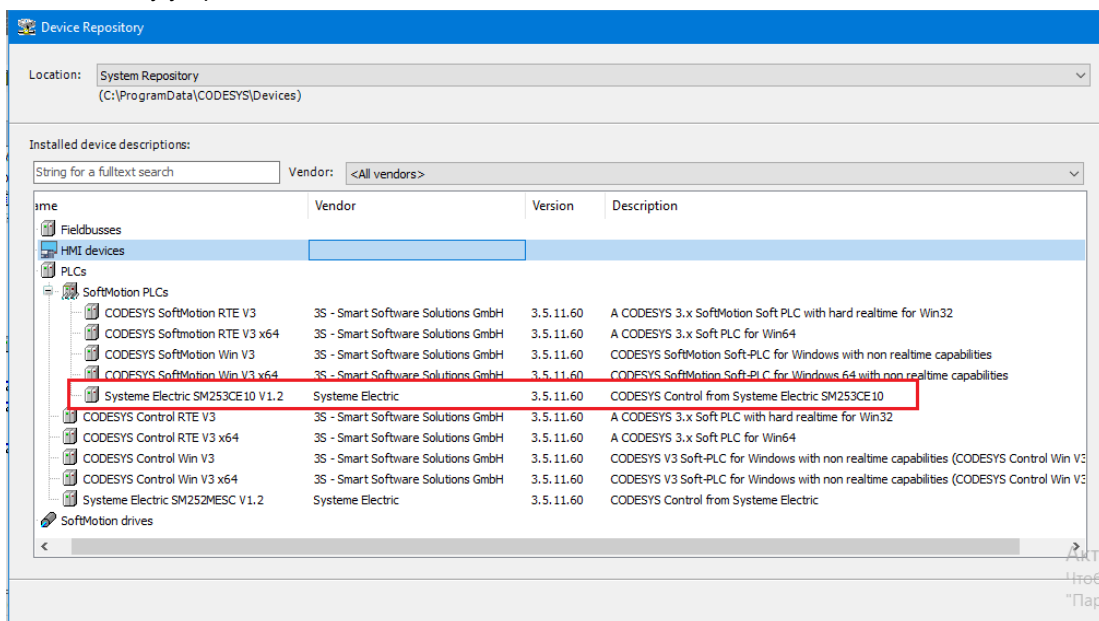 Device Repository
Location: System Repository
(C:\ProgramData\CODESYS\Devices)
Installed device descriptions:
String for a fulltext search Vendor: <All vendors>
ame Vendor Version Description
Fieldbusses
HMI devices
PLCs
SoftMotion PLCs
CODESYS SoftMotion RTE V3 3S - Smart Software Solutions GmbH 3.5.11.60 A CODESYS 3.x SoftMotion Soft PLC with hard realtime for Win32
CODESYS Softmotion RTE V3 x64 3S - Smart Software Solutions GmbH 3.5.11.60 A CODESYS 3.x Soft PLC for Win64
CODESYS SoftMotion Win V3 3S - Smart Software Solutions GmbH 3.5.11.60 CODESYS SoftMotion Soft-PLC for Windows with non realtime capabilities
CODESYS SoftMotion Win V3 x64 3S - Smart Software Solutions GmbH 3.5.11.60 CODESYS SoftMotion Soft-PLC for Windows 64 with non realtime capabilities
Systeme Electric SM253CE10 V1.2 Systeme Electric 3.5.11.60 CODESYS Control from Systeme Electric SM253CE10
CODESYS Control RTE V3 3S - Smart Software Solutions GmbH 3.5.11.60 A CODESYS 3.x Soft PLC with hard realtime for Win32
CODESYS Control RTE V3 x64 3S - Smart Software Solutions GmbH 3.5.11.60 A CODESYS 3.x Soft PLC for Win64
CODESYS Control Win V3 3S - Smart Software Solutions GmbH 3.5.11.60 CODESYS V3 Soft-PLC for Windows with non realtime capabilities (CODESYS Control Win V3
CODESYS Control Win V3 x64 3S - Smart Software Solutions GmbH 3.5.11.60 CODESYS V3 Soft-PLC for Windows with non realtime capabilities (CODESYS Control Win V3
Systeme Electric SM252MESC V1.2 Systeme Electric 3.5.11.60 CODESYS Control from Systeme Electric
SoftMotion drives
Акт
Чтоб
"Пар